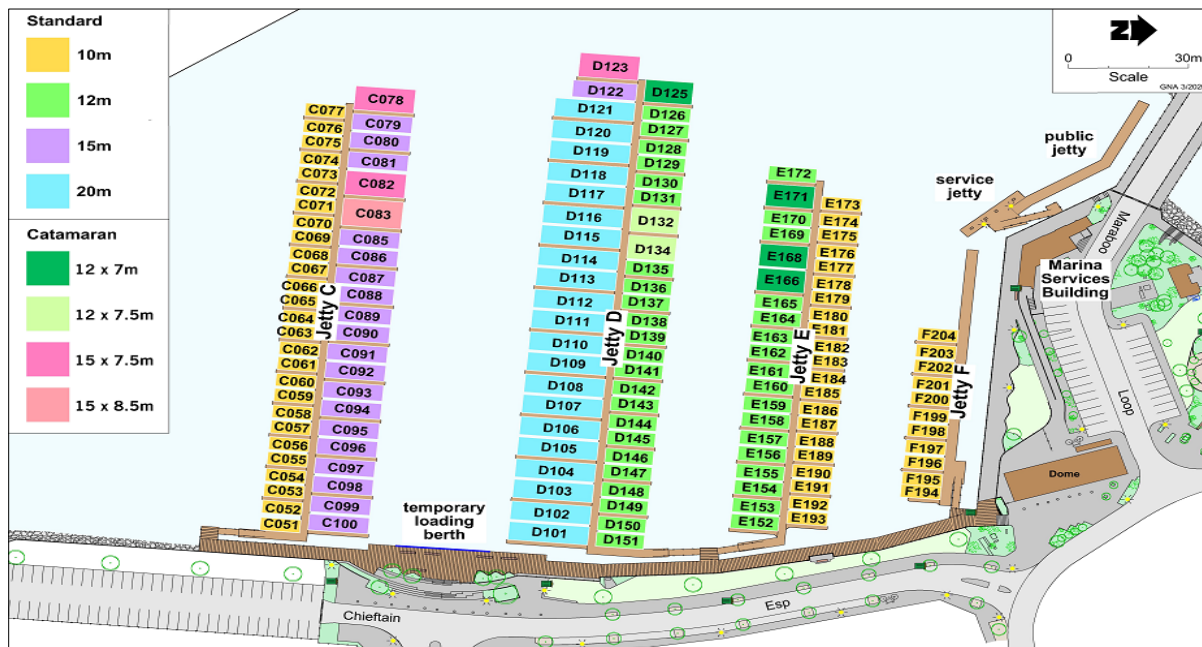 Standard
10m
12m
15m
20m
Catamaran
12 x 7m
12 x 7.5m
15 x 7.5m
15 x 8.5m
N
0 30m
Scale
public
jetty
service
jetty
Marina
Services
Building
Maraboo
Loop
Dome
temporary
loading
berth
Chieftain
Esp
Jetty C
C077
C076
C075
C074
C073
C072
C071
C070
C069
C068
C067
C066
C065
C064
C063
C062
C061
C060
C059
C058
C057
C056
C055
C054
C053
C052
C051
C078
C079
C080
C081
C082
C083
C085
C086
C087
C088
C089
C090
C091
C092
C093
C094
C095
C096
C097
C098
C099
C100
Jetty D
D123
D122
D121
D120
D119
D118
D117
D116
D115
D114
D113
D112
D111
D110
D109
D108
D107
D106
D105
D104
D103
D102
D101
D125
D126
D127
D128
D129
D130
D131
D132
D134
D135
D136
D137
D138
D139
D140
D141
D142
D143
D144
D145
D146
D147
D148
D149
D150
D151
Jetty E
E172
E171
E170
E169
E168
E166
E165
E164
E163
E162
E161
E160
E159
E158
E157
E156
E155
E154
E153
E152
E173
E174
E175
E176
E177
E178
E179
E180
E181
E182
E183
E184
E185
E186
E187
E188
E189
E190
E191
E192
E193
Jetty F
F204
F203
F202
F201
F200
F199
F198
F197
F196
F195
F194